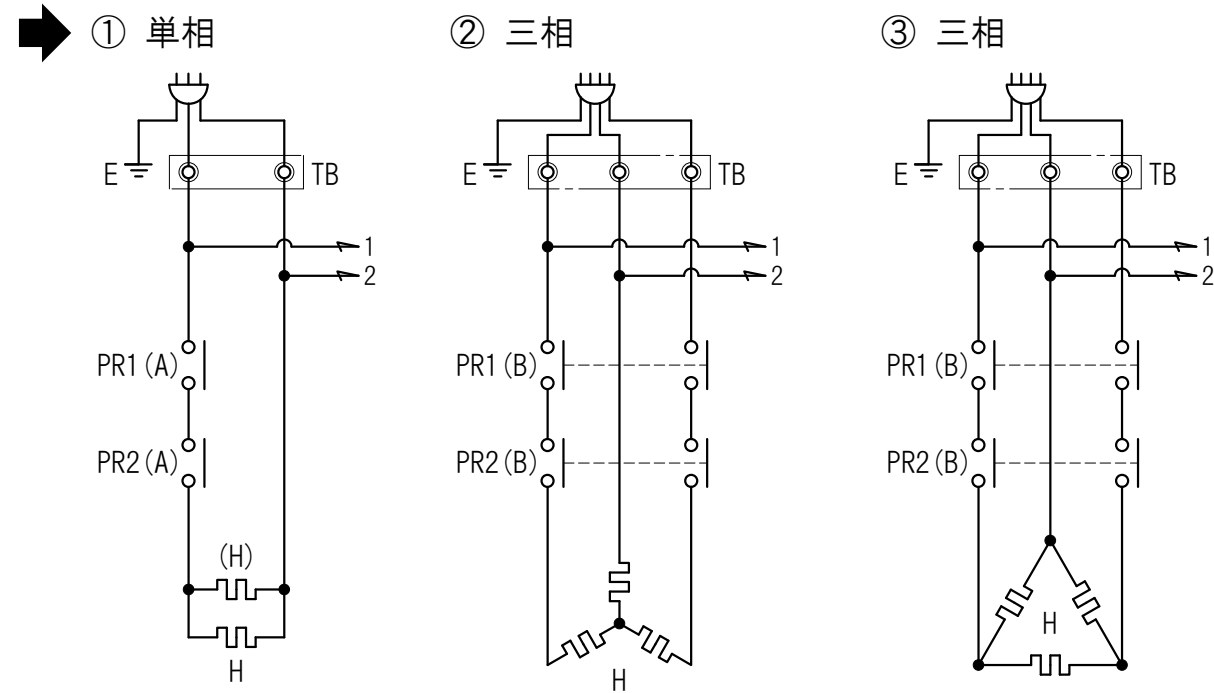 ① 単相
E
TB
1
2
PR1(A)
PR2(A)
(H)
H
② 三相
E
TB
1
2
PR1(B)
PR2(B)
H
③ 三相
E
TB
1
2
PR1(B)
PR2(B)
H